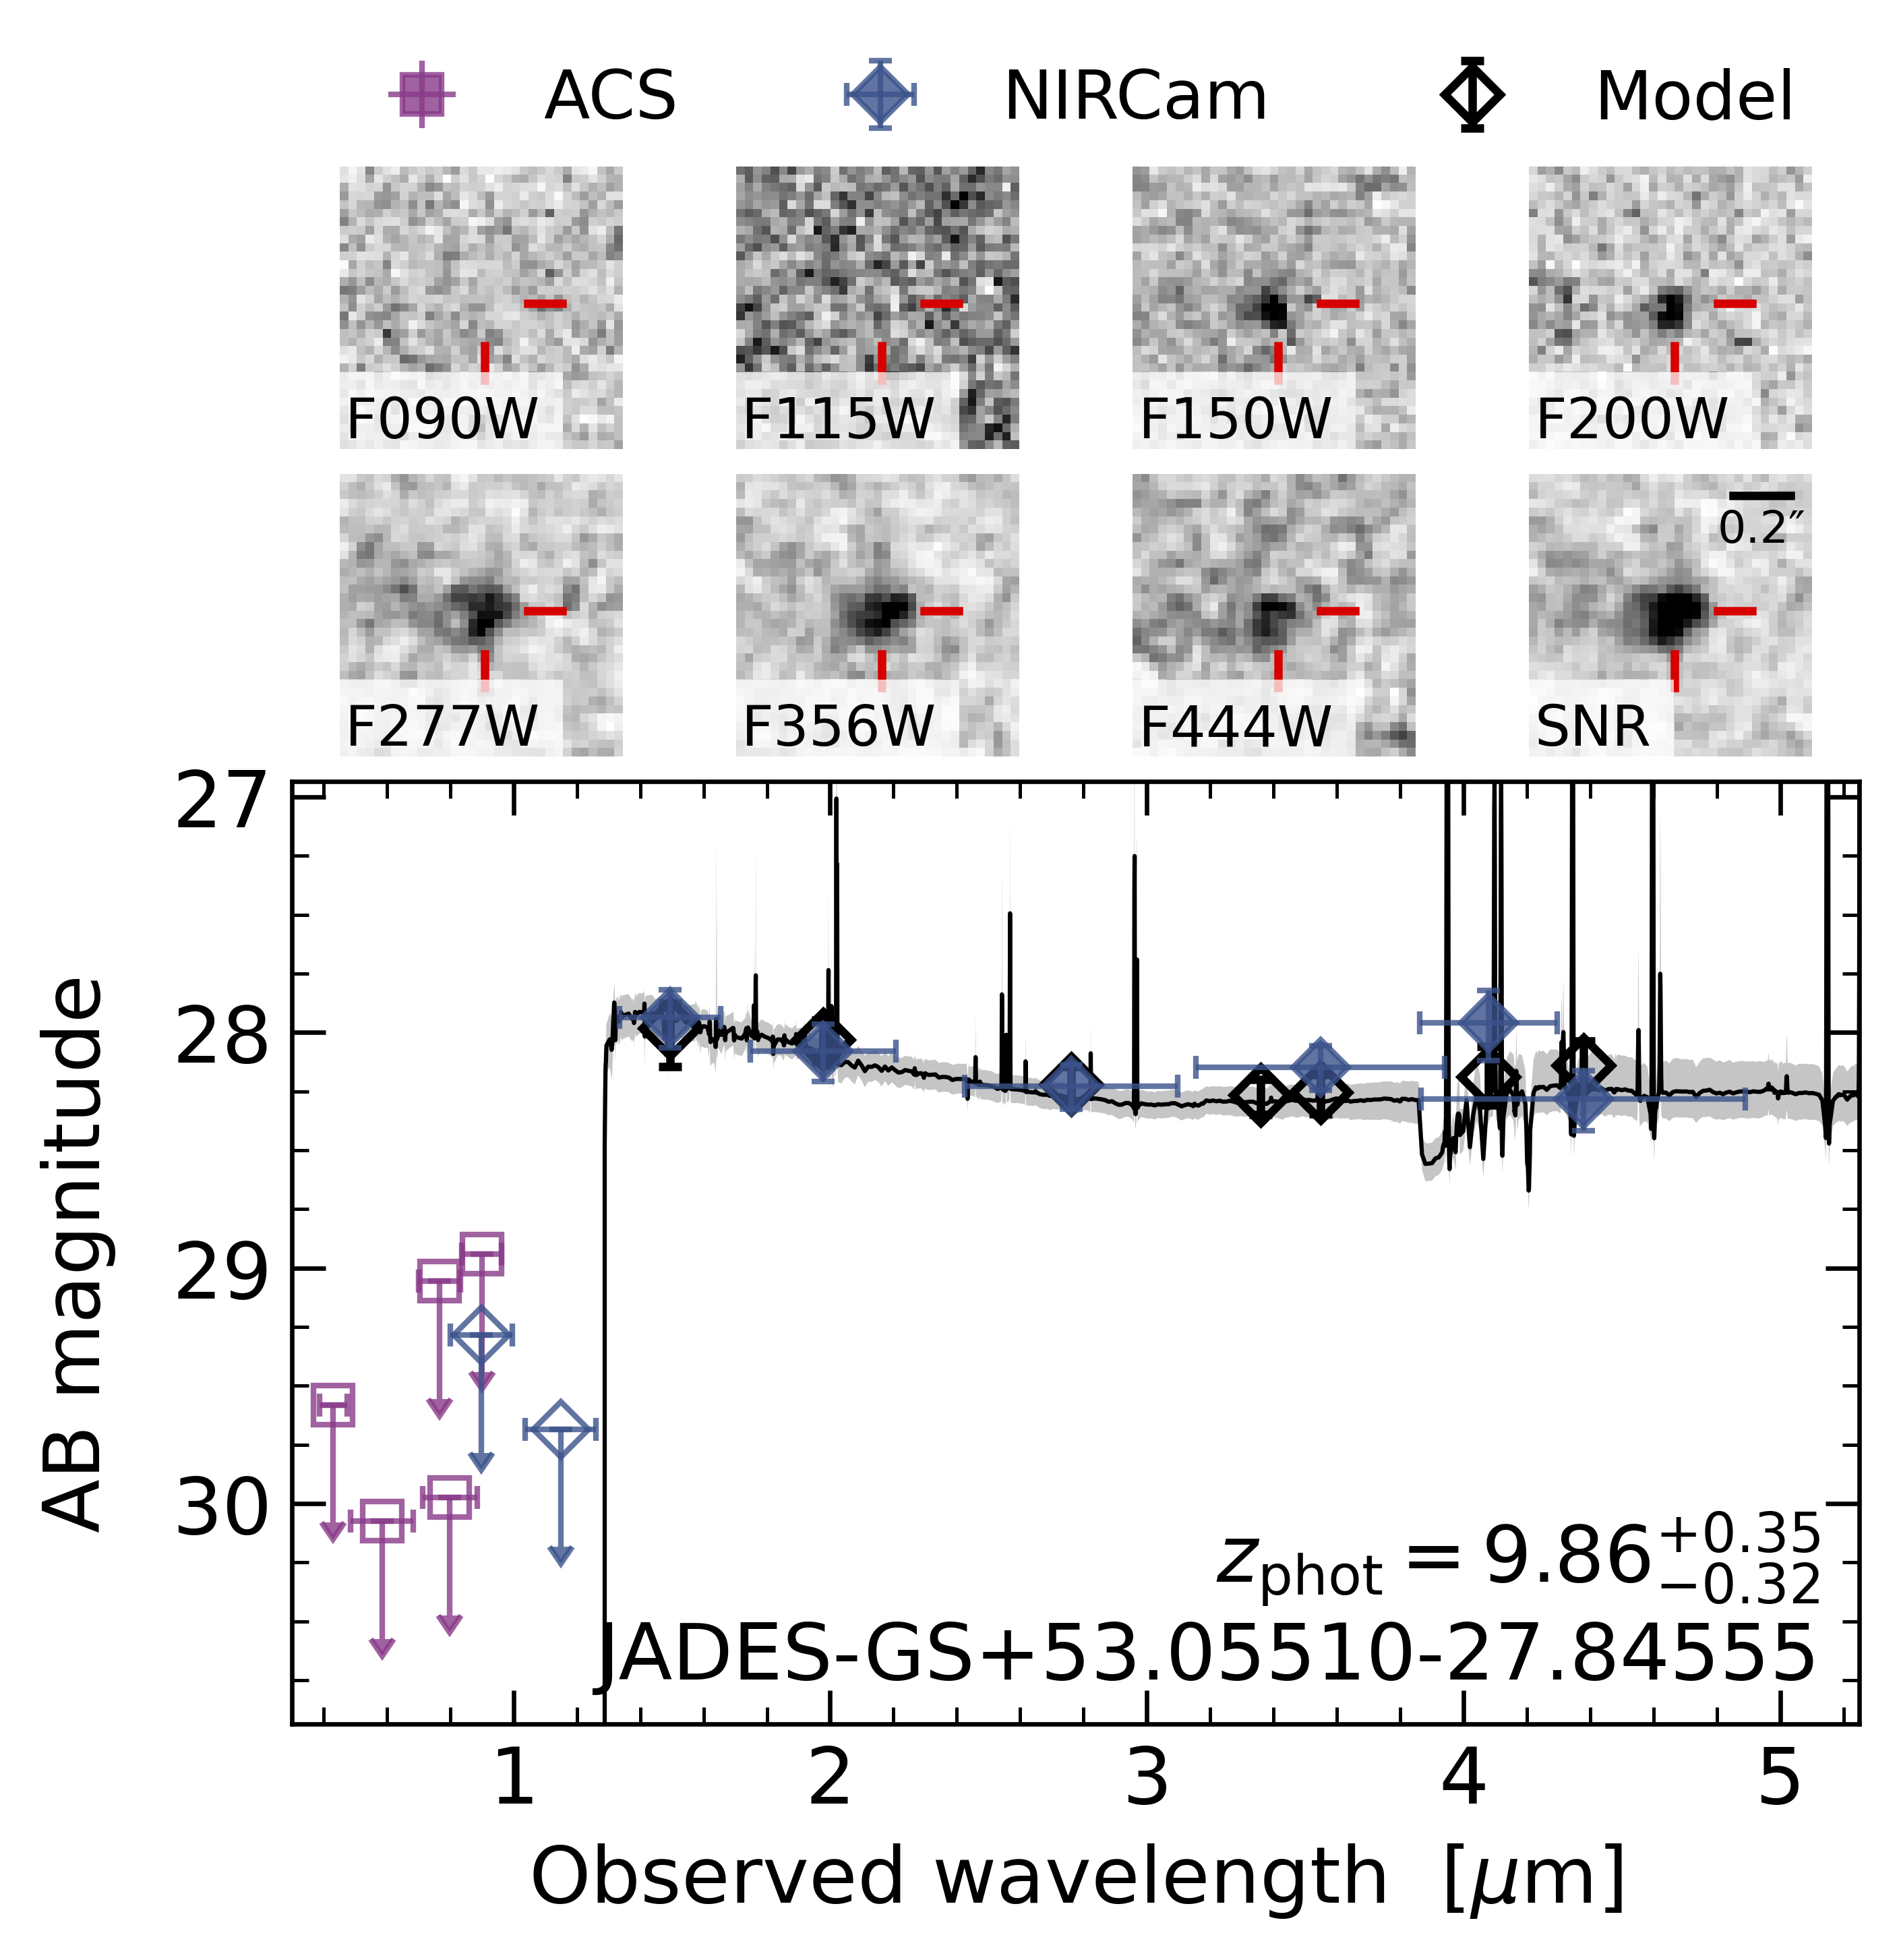 ACS NIRCam Model
F090W F115W F150W F200W
0.2″
F277W F356W F444W SNR
27
28
29
30
AB magnitude
z_phot = 9.86 +0.35 −0.32
JADES-GS+53.05510-27.84555
1 2 3 4 5
Observed wavelength [μm]